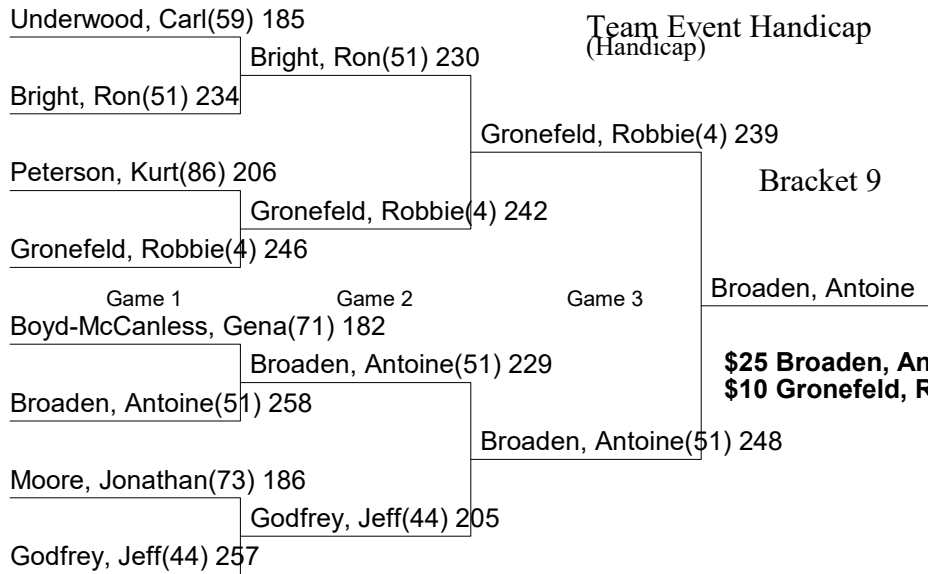 Underwood, Carl(59) 185
Team Event Handicap
(Handicap)
Bright, Ron(51) 230
Bright, Ron(51) 234
Gronefeld, Robbie(4) 239
Peterson, Kurt(86) 206
Bracket 9
Gronefeld, Robbie(4) 242
Gronefeld, Robbie(4) 246
Game 1
Game 2
Game 3
Broaden, Antoine
Boyd-McCanless, Gena(71) 182
Broaden, Antoine(51) 229
$25 Broaden, An
$10 Gronefeld, R
Broaden, Antoine(51) 258
Broaden, Antoine(51) 248
Moore, Jonathan(73) 186
Godfrey, Jeff(44) 205
Godfrey, Jeff(44) 257